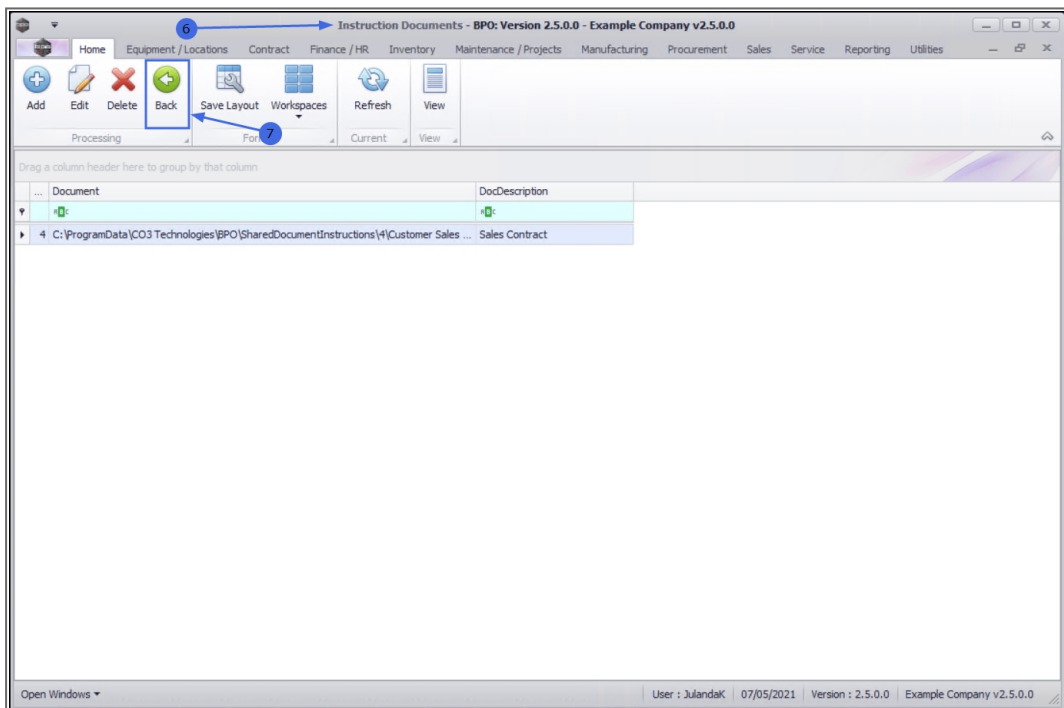 6
Instruction Documents - BPO: Version 2.5.0.0 - Example Company v2.5.0.0
Home Equipment / Locations Contract Finance / HR Inventory Maintenance / Projects Manufacturing Procurement Sales Service Reporting Utilities
Add Edit Delete Back Save Layout Workspaces Refresh View
Processing For 7 Current View
Drag a column header here to group by that column
... Document DocDescription
4 C:\ProgramData\CO3 Technologies\BPO\SharedDocumentInstructions\4\Customer Sales ... Sales Contract
Open Windows User : JulandaK 07/05/2021 Version : 2.5.0.0 Example Company v2.5.0.0